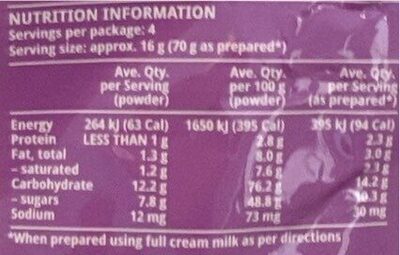 NUTRITION INFORMATION
Servings per package: 4
Serving size: approx. 16 g (70 g as prepared*)
Ave. Qty. Ave. Qty. Ave. Qty.
per Serving per 100 g per Serving
(powder) (powder) (as prepared*)
Energy 264 kJ (63 Cal) 1650 kJ (395 Cal) 395 kJ (94 Cal)
Protein LESS THAN 1 g 2.8 g 2.3 g
Fat, total 1.3 g 8.0 g 3.0 g
– saturated 1.2 g 7.6 g 2.3 g
Carbohydrate 12.2 g 76.2 g 14.2 g
– sugars 7.8 g 48.8 g 10.3 g
Sodium 12 mg 73 mg 30 mg
*When prepared using full cream milk as per directions